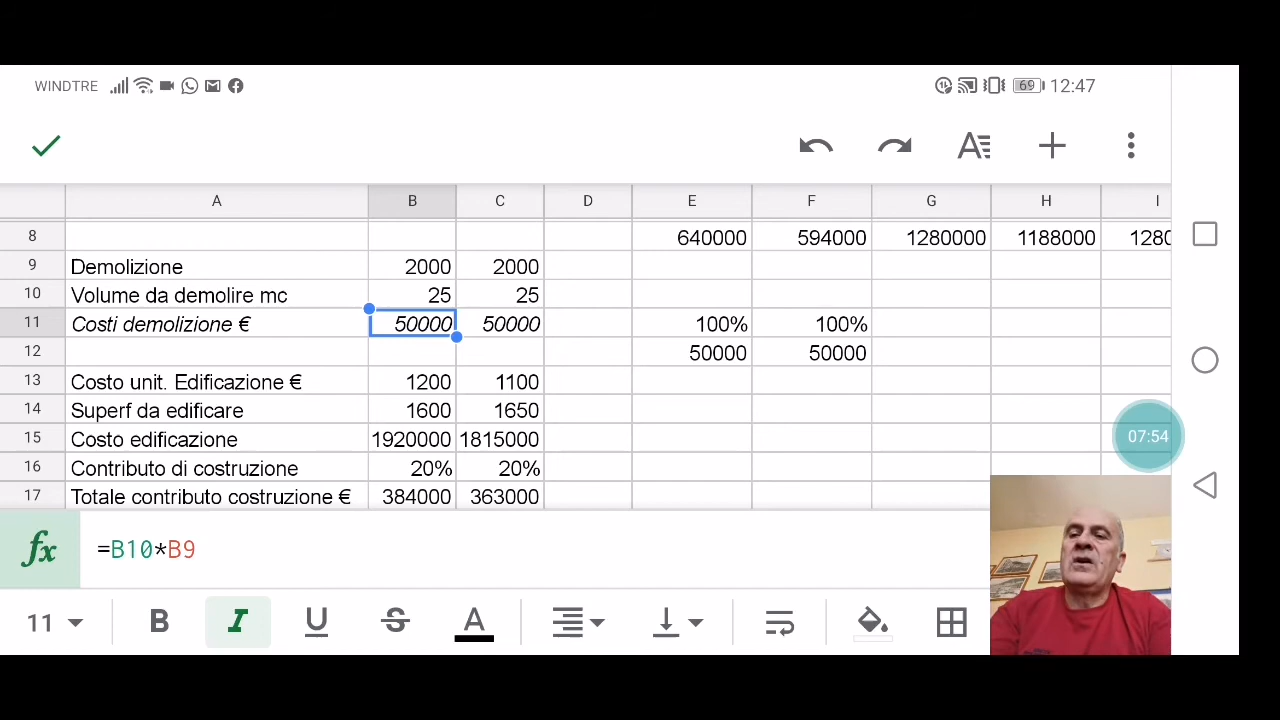 WINDTRE 69 12:47
A B C D E F G H I
8 640000 594000 1280000 1188000 1280
9 Demolizione 2000 2000
10 Volume da demolire mc 25 25
11 Costi demolizione € 50000 50000 100% 100%
12 50000 50000
13 Costo unit. Edificazione € 1200 1100
14 Superf da edificare 1600 1650
15 Costo edificazione 1920000 1815000
07:54
16 Contributo di costruzione 20% 20%
17 Totale contributo costruzione € 384000 363000
fx =B10*B9
11 B I U S A